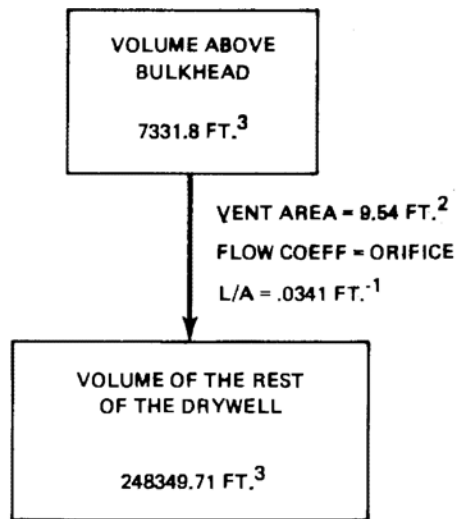 VOLUME ABOVE
BULKHEAD
7331.8 FT.³
VENT AREA = 9.54 FT.²
FLOW COEFF = ORIFICE
L/A = .0341 FT.⁻¹
VOLUME OF THE REST
OF THE DRYWELL
248349.71 FT.³